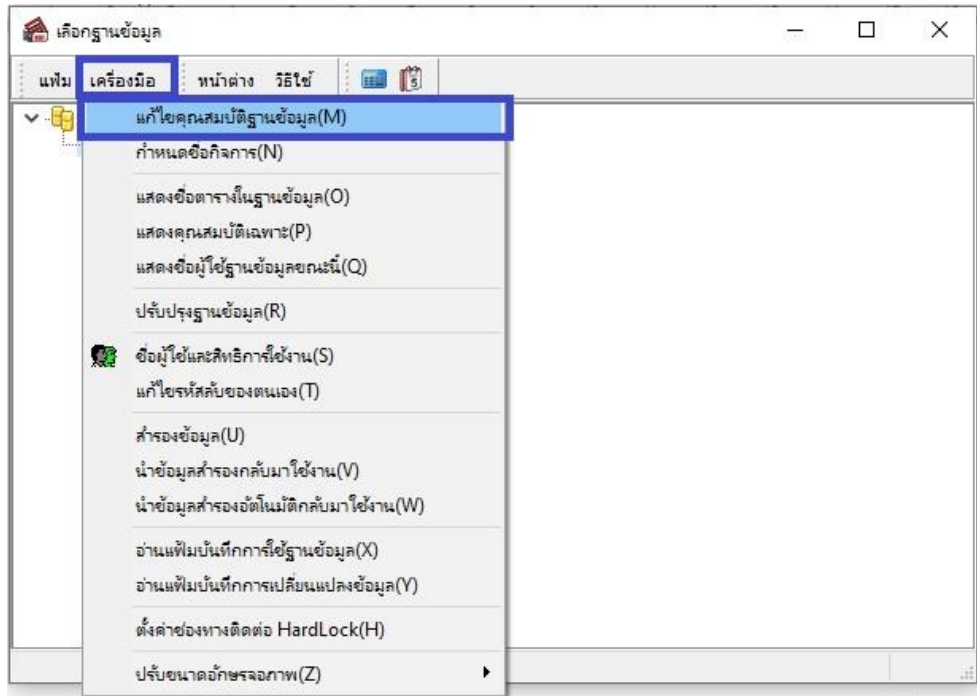 เลือกฐานข้อมูล
แฟ้ม เครื่องมือ หน้าต่าง วิธีใช้ 5
แก้ไขคุณสมบัติฐานข้อมูล(M)
กำหนดชื่อกิจการ(N)
แสดงชื่อตารางในฐานข้อมูล(O)
แสดงคุณสมบัติเฉพาะ(P)
แสดงชื่อผู้ใช้ฐานข้อมูลขณะนี้(Q)
ปรับปรุงฐานข้อมูล(R)
ชื่อผู้ใช้และสิทธิการใช้งาน(S)
แก้ไขรหัสลับของตนเอง(T)
สำรองข้อมูล(U)
นำข้อมูลสำรองกลับมาใช้งาน(V)
นำข้อมูลสำรองอัตโนมัติกลับมาใช้งาน(W)
อ่านแฟ้มบันทึกการใช้ฐานข้อมูล(X)
อ่านแฟ้มบันทึกการเปลี่ยนแปลงข้อมูล(Y)
ตั้งค่าช่องทางติดต่อ HardLock(H)
ปรับขนาดอักษรจอภาพ(Z)